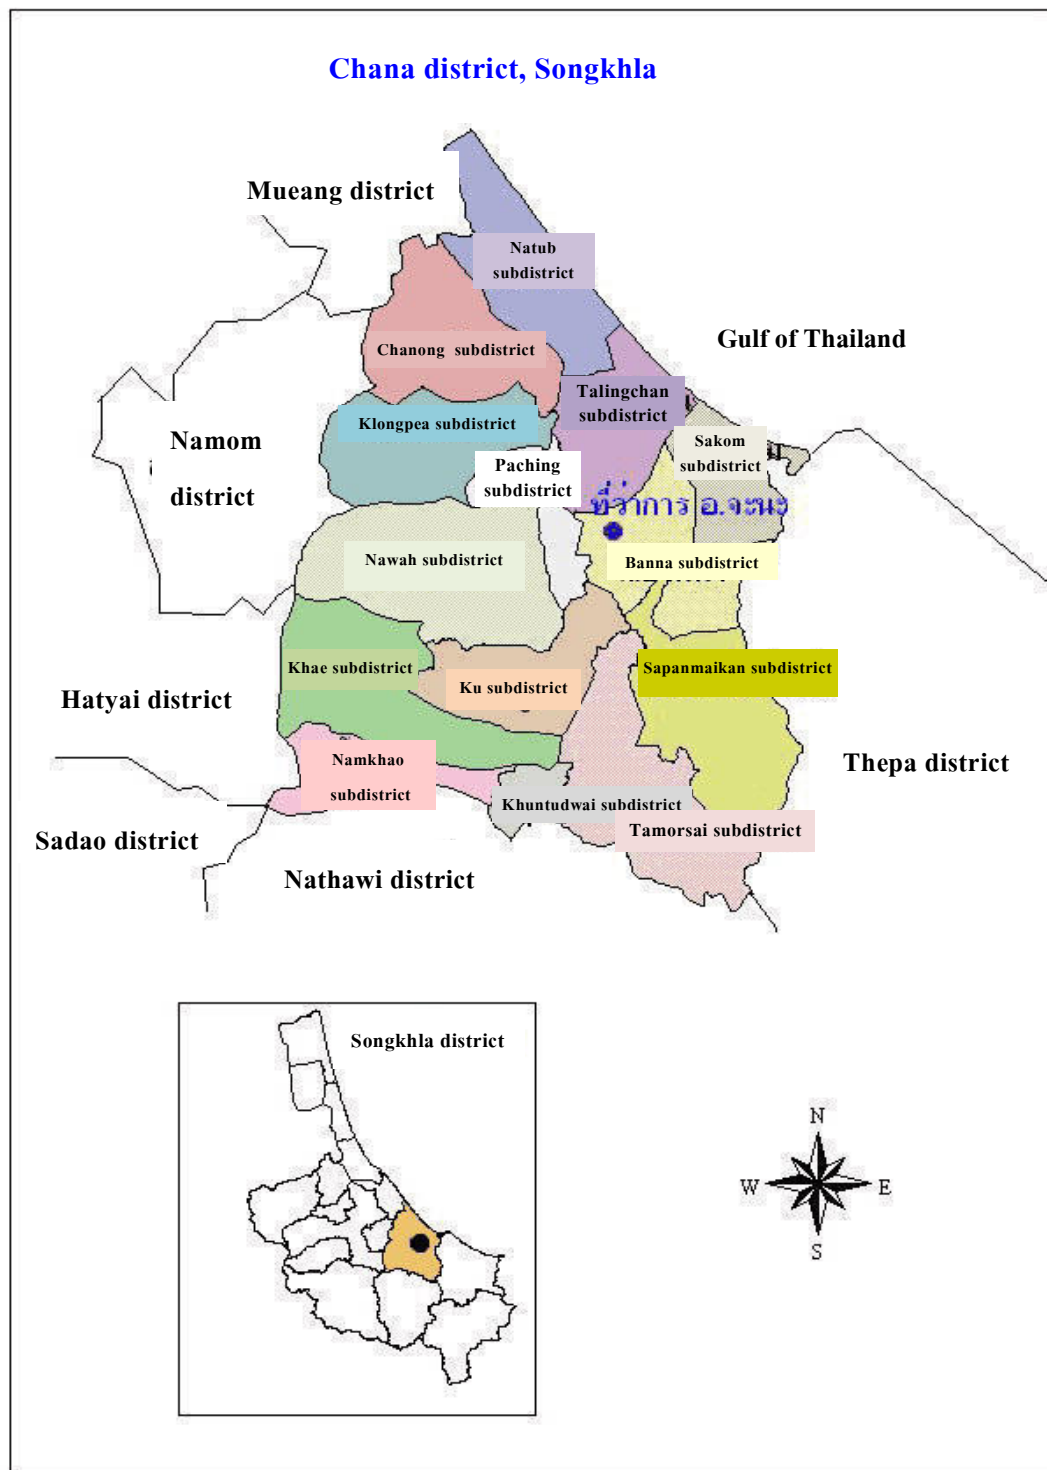 Chana district, Songkhla
Mueang district
Natub
subdistrict
Gulf of Thailand
Chanong subdistrict
Talingchan
subdistrict
Klongpea subdistrict
Namom
district
Sakom
subdistrict
Paching
subdistrict
ที่ว่าการ อ.จะนะ
Nawah subdistrict
Banna subdistrict
Khae subdistrict
Sapanmaikan subdistrict
Ku subdistrict
Hatyai district
Namkhao
subdistrict
Thepa district
Khuntudwai subdistrict
Tamorsai subdistrict
Sadao district
Nathawi district
Songkhla district
N
W
E
S